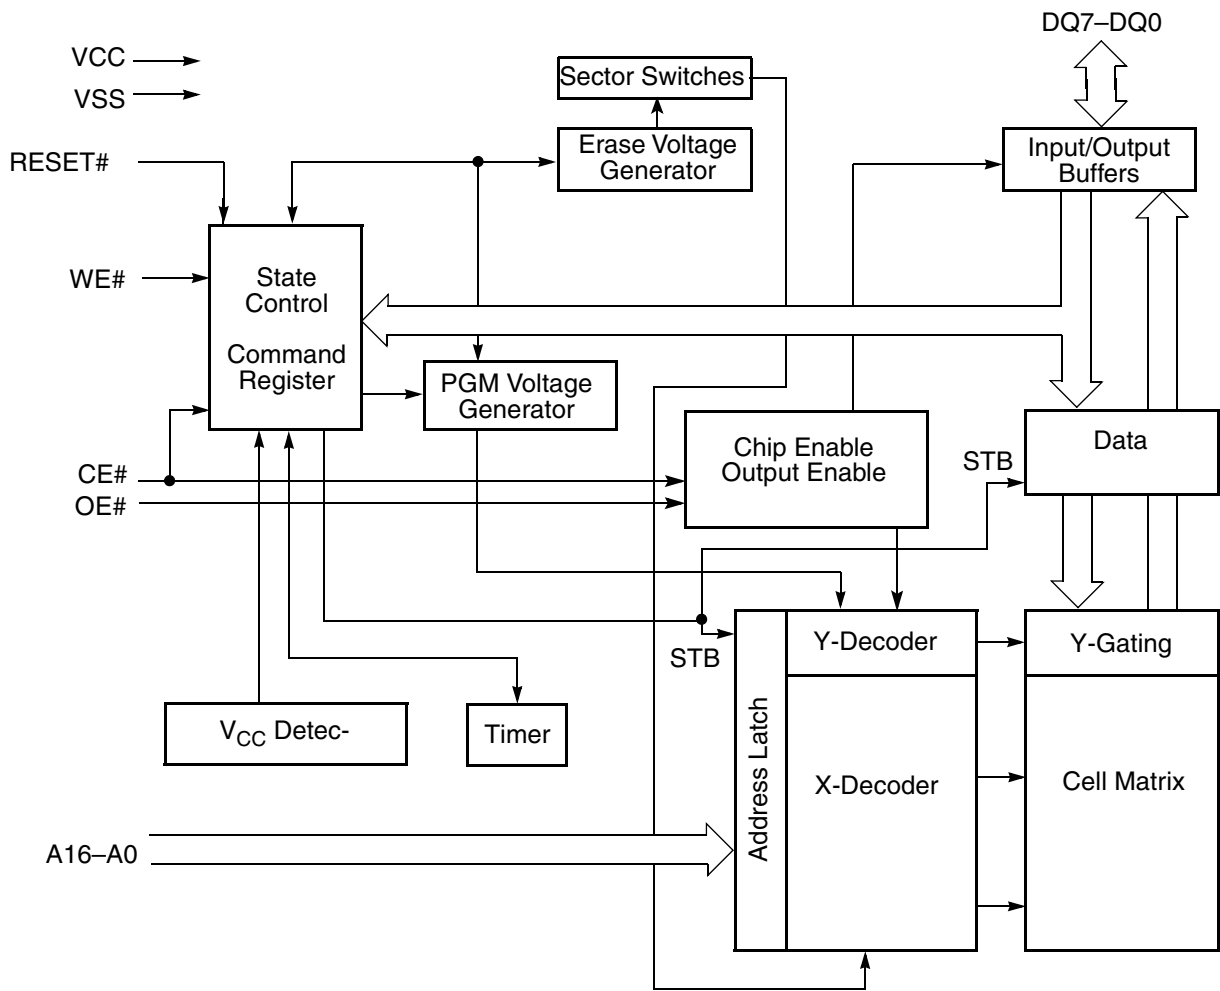 DQ7–DQ0
VCC
VSS
Sector Switches
RESET#
Erase Voltage
Generator
Input/Output
Buffers
WE#
State
Control
Command
Register
PGM Voltage
Generator
Chip Enable
Output Enable
STB
Data
CE#
OE#
STB
Y-Decoder
Y-Gating
VCC Detec-
Timer
Address Latch
X-Decoder
Cell Matrix
A16–A0